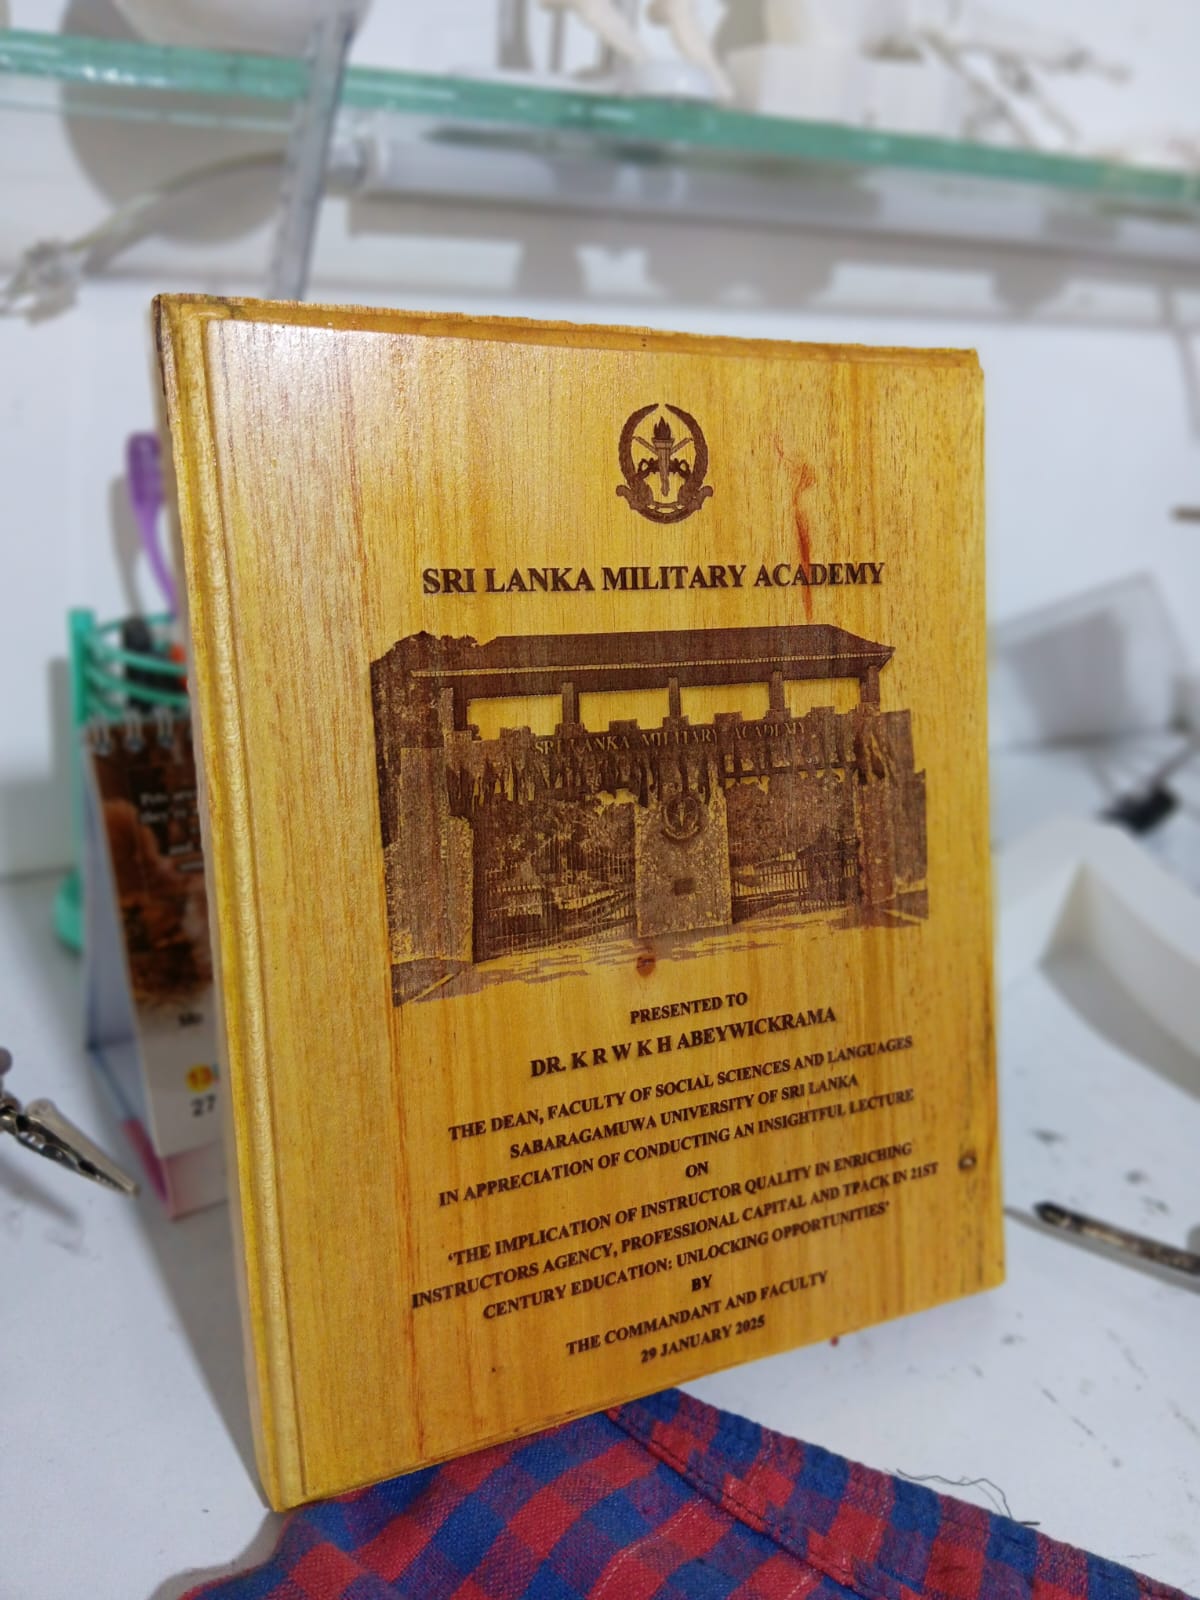 SRI LANKA MILITARY ACADEMY
SRI LANKA MILITARY ACADEMY
PRESENTED TO
DR. K R W K H ABEYWICKRAMA
THE DEAN, FACULTY OF SOCIAL SCIENCES AND LANGUAGES
SABARAGAMUWA UNIVERSITY OF SRI LANKA
IN APPRECIATION OF CONDUCTING AN INSIGHTFUL LECTURE
ON
‘THE IMPLICATION OF INSTRUCTOR QUALITY IN ENRICHING
INSTRUCTORS AGENCY, PROFESSIONAL CAPITAL AND TPACK IN 21ST
CENTURY EDUCATION: UNLOCKING OPPORTUNITIES’
BY
THE COMMANDANT AND FACULTY
29 JANUARY 2025
27